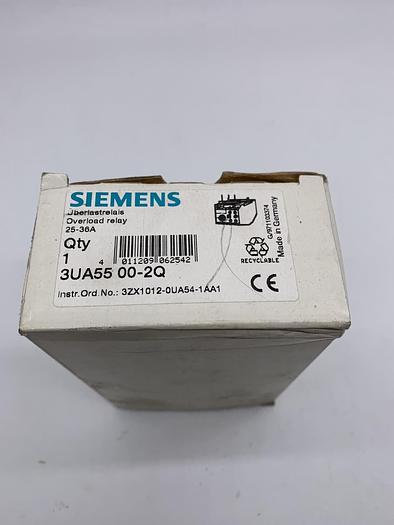 SIEMENS
Überlastrelais
Overload relay
25-36A
Qty
1
4 011209 062542
3UA55 00-2Q
Instr.Ord.No.: 3ZX1012-0UA54-1AA1
RECYCLABLE
CE
G/971103374
Made in Germany